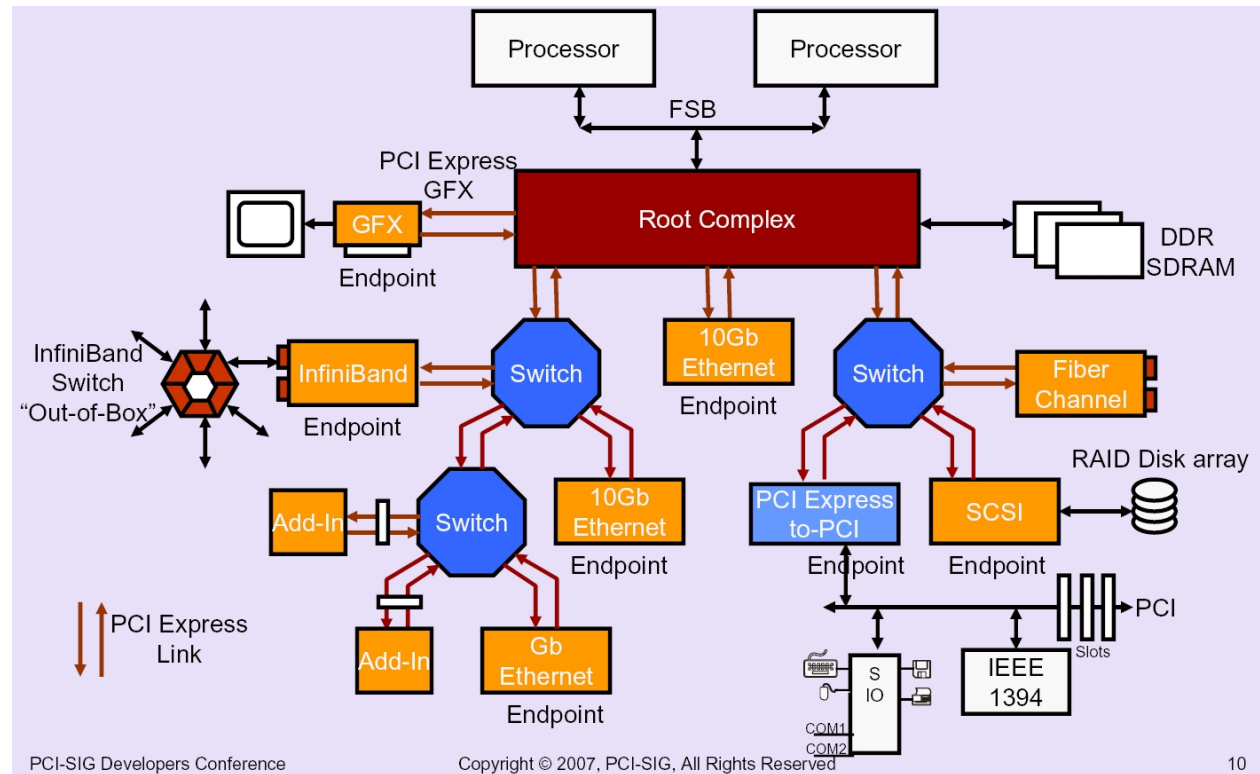 Processor
Processor
FSB
PCI Express
GFX
Root Complex
GFX
Endpoint
DDR
SDRAM
InfiniBand
Switch
“Out-of-Box”
InfiniBand
Endpoint
Switch
10Gb
Ethernet
Endpoint
Switch
Fiber
Channel
RAID Disk array
Add-In
Switch
10Gb
Ethernet
Endpoint
PCI Express
to-PCI
Endpoint
SCSI
Endpoint
PCI Express
Link
Add-In
Gb
Ethernet
Endpoint
PCI
Slots
S
IO
COM1
COM2
IEEE
1394
PCI-SIG Developers Conference
Copyright © 2007, PCI-SIG, All Rights Reserved
10